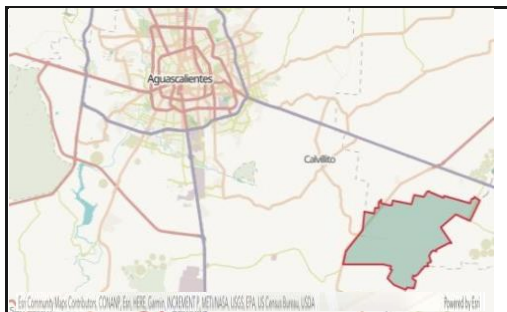 Aguascalientes
Calvillito
Esri Community Maps Contributors, CONANP, Esri, HERE, Garmin, INCREMENT P, METI/NASA, USGS, EPA, US Census Bureau, USDA
Powered by Esri